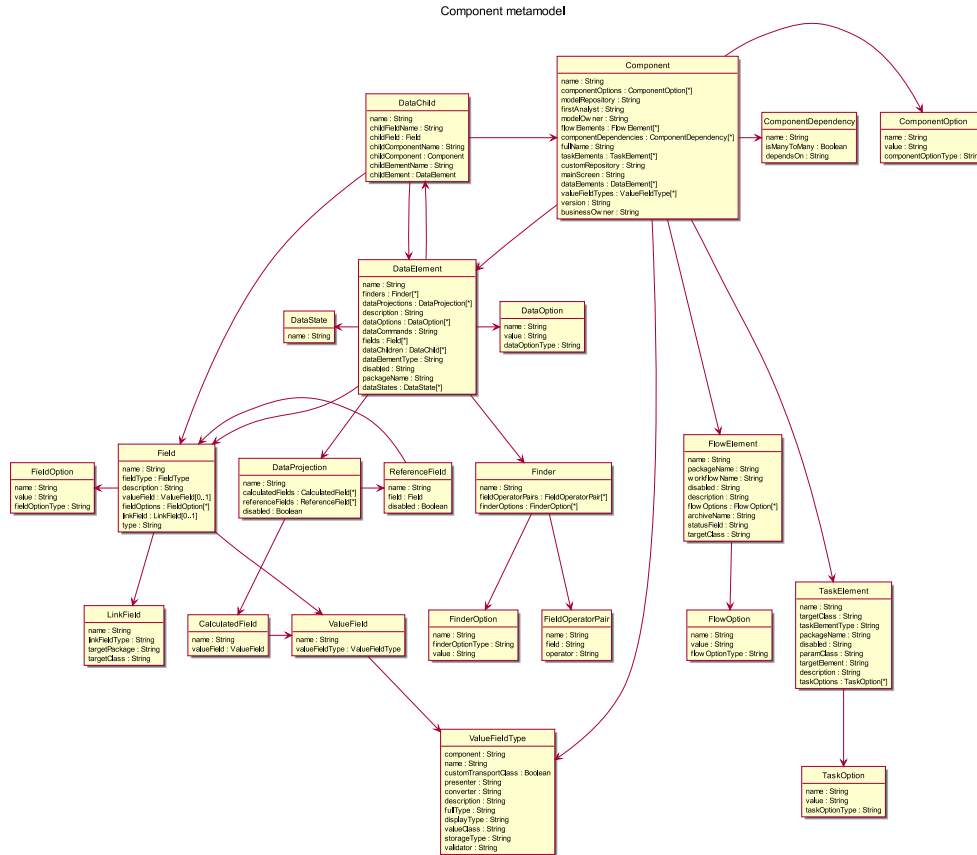 Component metamodel
Component
name : String
componentOptions : ComponentOption[*]
modelRepository : String
firstAnalyst : String
modelOwner : String
flowElements : FlowElement[*]
componentDependencies : ComponentDependency[*]
fullName : String
taskElements : TaskElement[*]
customRepository : String
mainScreen : String
dataElements : DataElement[*]
valueFieldTypes : ValueFieldType[*]
version : String
businessOwner : String
DataChild
name : String
childFieldName : String
childField : Field
childComponentName : String
childComponent : Component
childElementName : String
childElement : DataElement
ComponentDependency
name : String
isManyToMany : Boolean
dependsOn : String
ComponentOption
name : String
value : String
componentOptionType : String
DataElement
name : String
finders : Finder[*]
dataProjections : DataProjection[*]
description : String
dataOptions : DataOption[*]
dataCommands : String
fields : Field[*]
dataChildren : DataChild[*]
dataElementType : String
disabled : String
packageName : String
dataStates : DataState[*]
DataState
name : String
DataOption
name : String
value : String
dataOptionType : String
FieldOption
name : String
value : String
fieldOptionType : String
Field
name : String
fieldType : FieldType
description : String
valueField : ValueField[0..1]
fieldOptions : FieldOption[*]
linkField : LinkField[0..1]
type : String
DataProjection
name : String
calculatedFields : CalculatedField[*]
referenceFields : ReferenceField[*]
disabled : Boolean
ReferenceField
name : String
field : Field
disabled : Boolean
Finder
name : String
fieldOperatorPairs : FieldOperatorPair[*]
finderOptions : FinderOption[*]
FlowElement
name : String
packageName : String
workflowName : String
disabled : String
description : String
flowOptions : FlowOption[*]
archiveName : String
statusField : String
targetClass : String
LinkField
name : String
linkFieldType : String
targetPackage : String
targetClass : String
CalculatedField
name : String
valueField : ValueField
ValueField
name : String
valueFieldType : ValueFieldType
FinderOption
name : String
finderOptionType : String
value : String
FieldOperatorPair
name : String
field : String
operator : String
FlowOption
name : String
value : String
flowOptionType : String
TaskElement
name : String
targetClass : String
taskElementType : String
packageName : String
disabled : String
paramClass : String
targetElement : String
description : String
taskOptions : TaskOption[*]
ValueFieldType
component : String
name : String
customTransportClass : Boolean
presenter : String
converter : String
description : String
fullType : String
displayType : String
valueClass : String
storageType : String
validator : String
TaskOption
name : String
value : String
taskOptionType : String